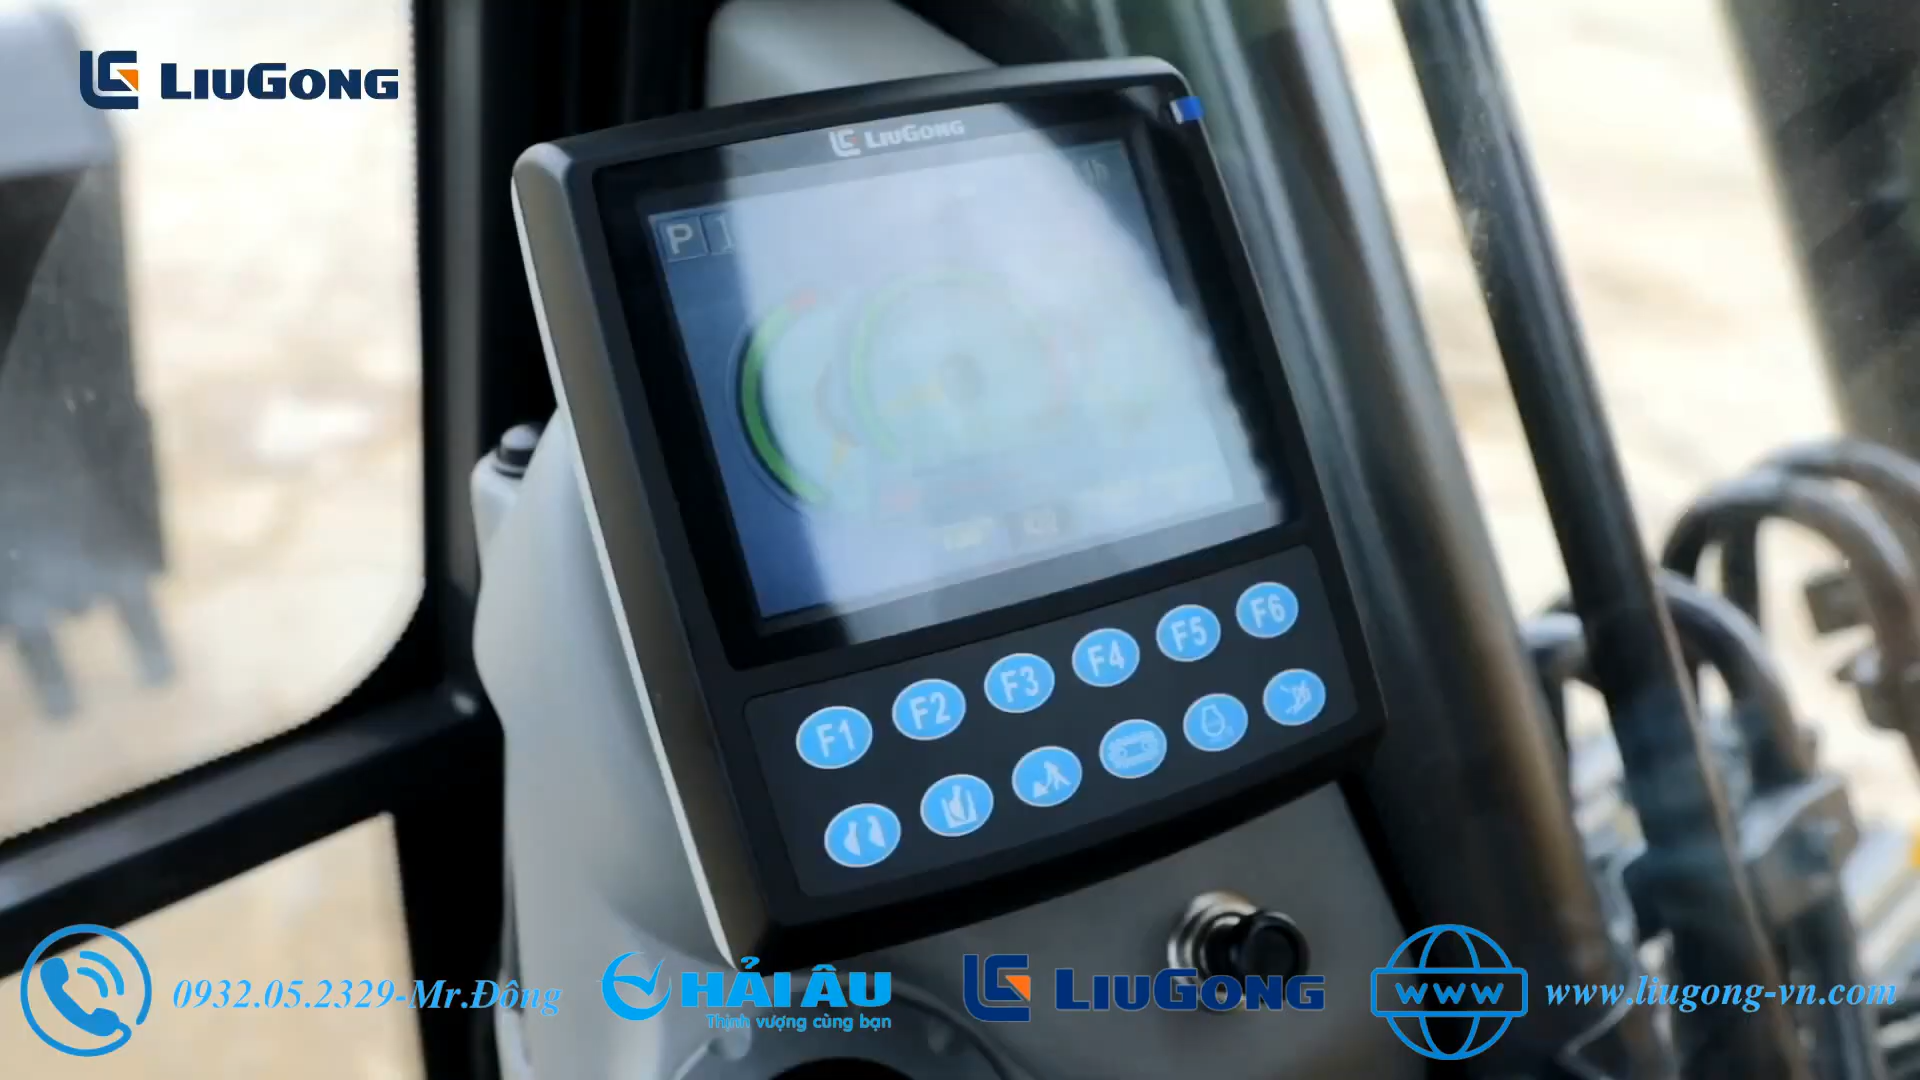 LIUGONG
LIUGONG
P
F1 F2 F3 F4 F5 F6
0932.05.2329-Mr.Đông
HẢI ÂU
Thịnh vượng cùng bạn
LIUGONG
www
www.liugong-vn.com